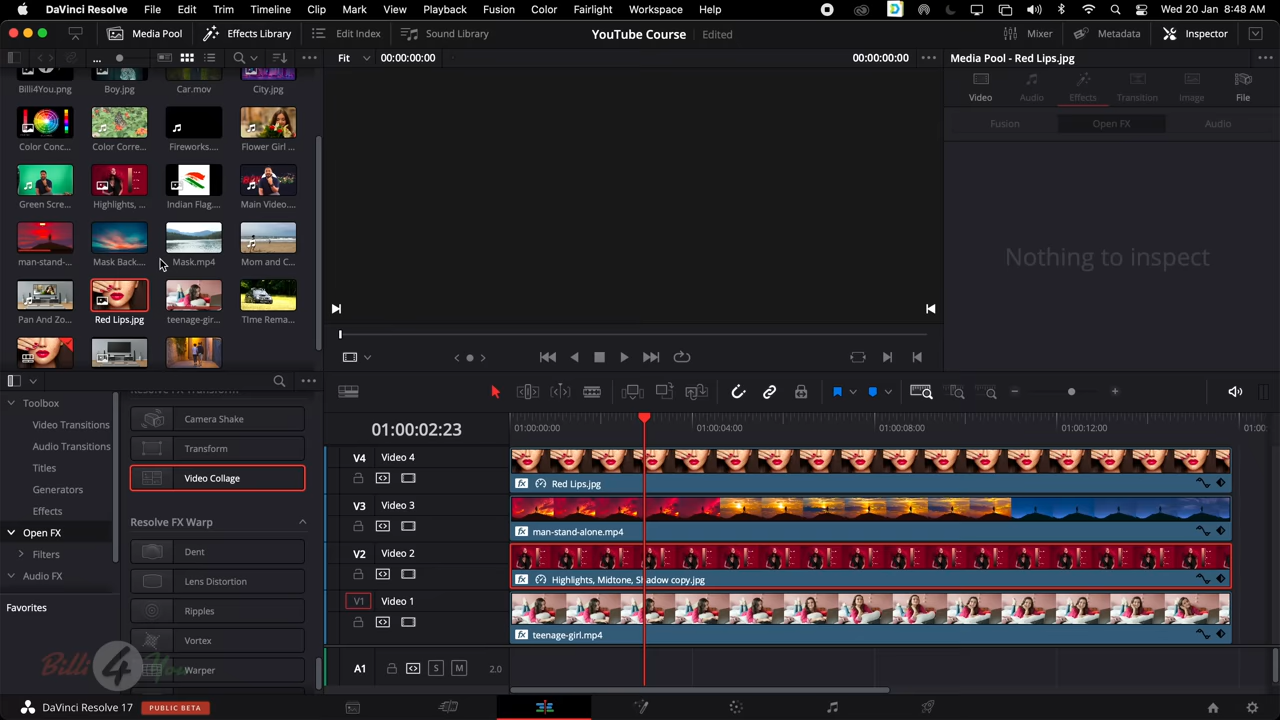 DaVinci Resolve File Edit Trim Timeline Clip Mark View Playback Fusion Color Fairlight Workspace Help Wed 20 Jan 8:48 AM
Media Pool Effects Library Edit Index Sound Library YouTube Course Edited Mixer Metadata Inspector
... Fit 00:00:00:00 00:00:00:00 Media Pool - Red Lips.jpg
Billi4You.png Boy.jpg Car.mov City.jpg
Video Audio Effects Transition Image File
Fusion Open FX Audio
Color Conc... Color Corre... Fireworks.... Flower Girl ...
Green Scre... Highlights, ... Indian Flag.... Main Video....
man-stand-... Mask Back.... Mask.mp4 Mom and C...
Nothing to inspect
Pan And Zo... Red Lips.jpg teenage-gir... TIme Rema...
Toolbox
Video Transitions
Audio Transitions
Titles
Generators
Effects
Open FX
Filters
Audio FX
Favorites
Resolve FX Transform
Camera Shake
Transform
Video Collage
Resolve FX Warp
Dent
Lens Distortion
Ripples
Vortex
Warper
Billi4You
01:00:02:23
01:00:00:00 01:00:04:00 01:00:08:00 01:00:12:00 01:00:
V4 Video 4
Red Lips.jpg
V3 Video 3
man-stand-alone.mp4
V2 Video 2
Highlights, Midtone, Shadow copy.jpg
V1 Video 1
teenage-girl.mp4
A1 S M 2.0
DaVinci Resolve 17 PUBLIC BETA